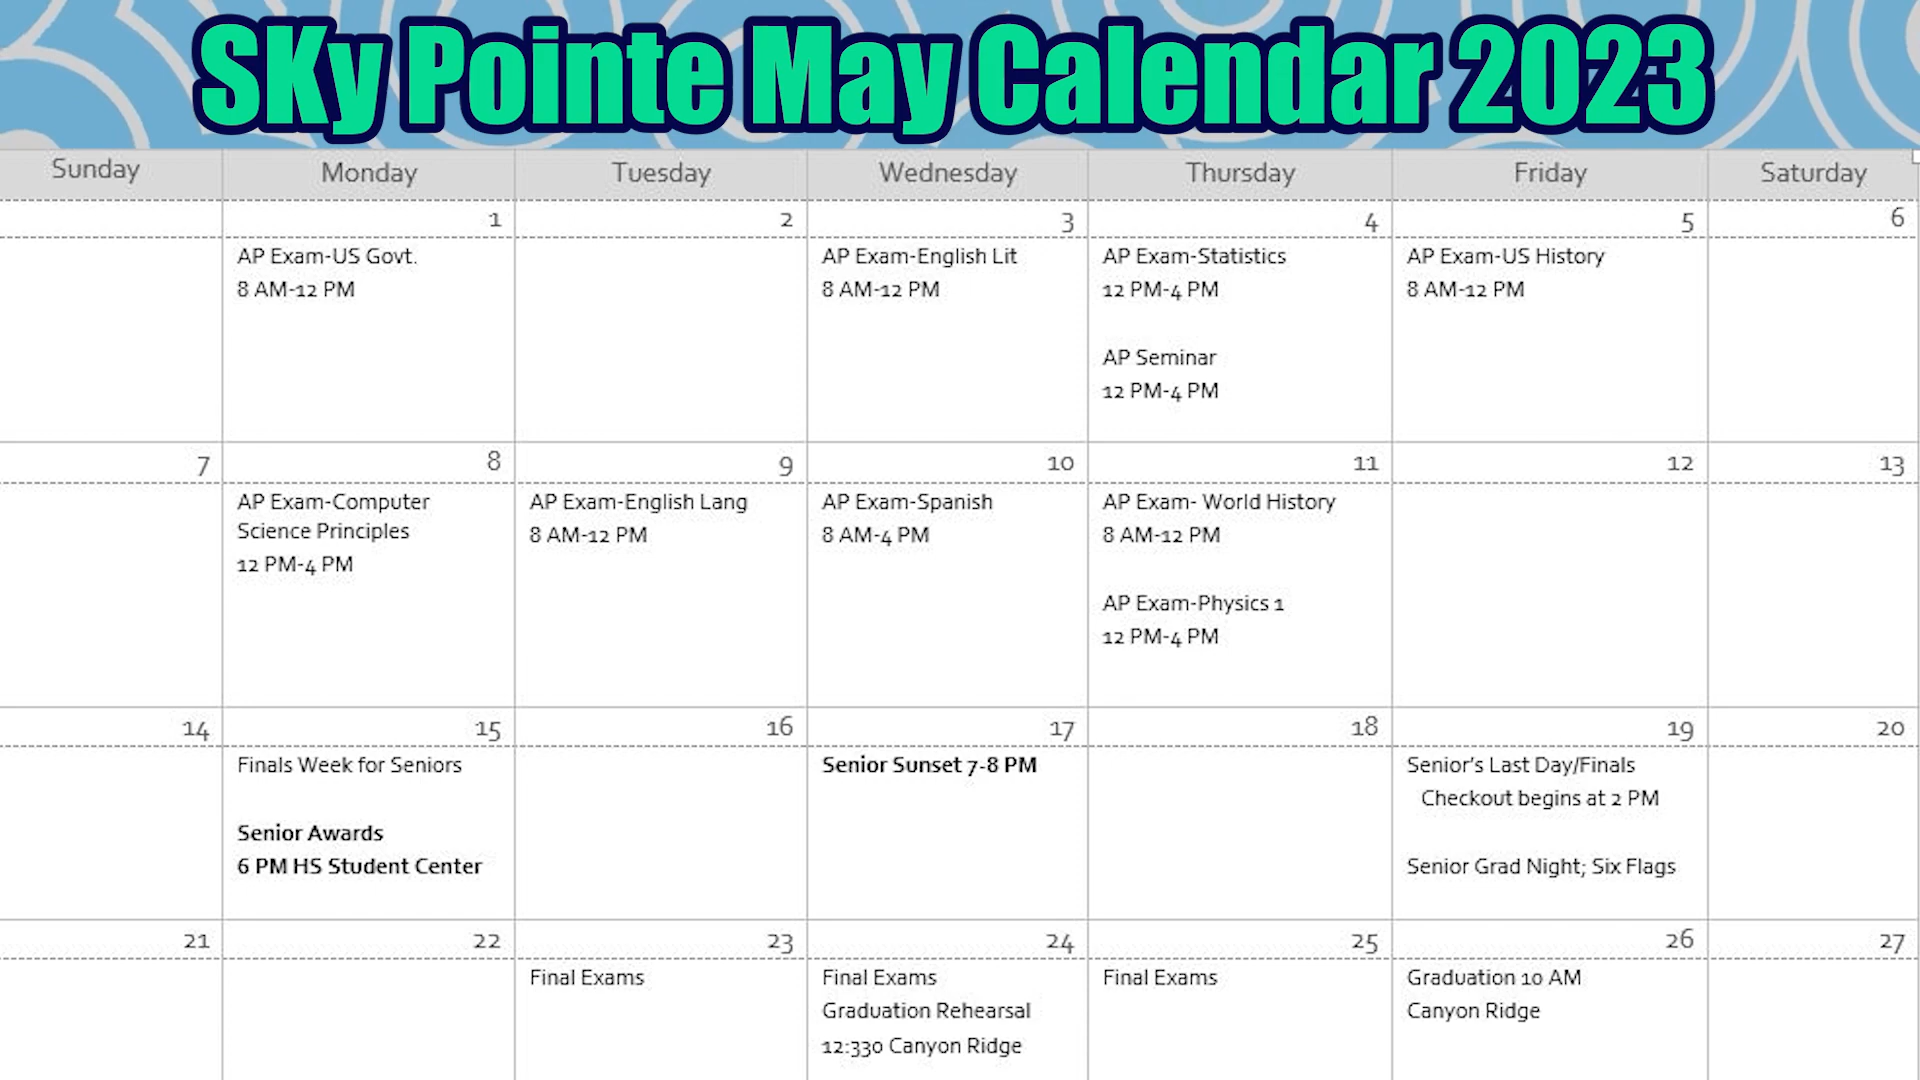 SKy Pointe May Calendar 2023
Sunday Monday Tuesday Wednesday Thursday Friday Saturday
1 2 3 4 5 6
AP Exam-US Govt.
8 AM-12 PM
AP Exam-English Lit
8 AM-12 PM
AP Exam-Statistics
12 PM-4 PM
AP Seminar
12 PM-4 PM
AP Exam-US History
8 AM-12 PM
7 8 9 10 11 12 13
AP Exam-Computer
Science Principles
12 PM-4 PM
AP Exam-English Lang
8 AM-12 PM
AP Exam-Spanish
8 AM-4 PM
AP Exam- World History
8 AM-12 PM
AP Exam-Physics 1
12 PM-4 PM
14 15 16 17 18 19 20
Finals Week for Seniors
Senior Awards
6 PM HS Student Center
Senior Sunset 7-8 PM
Senior's Last Day/Finals
Checkout begins at 2 PM
Senior Grad Night; Six Flags
21 22 23 24 25 26 27
Final Exams
Final Exams
Graduation Rehearsal
12:330 Canyon Ridge
Final Exams
Graduation 10 AM
Canyon Ridge